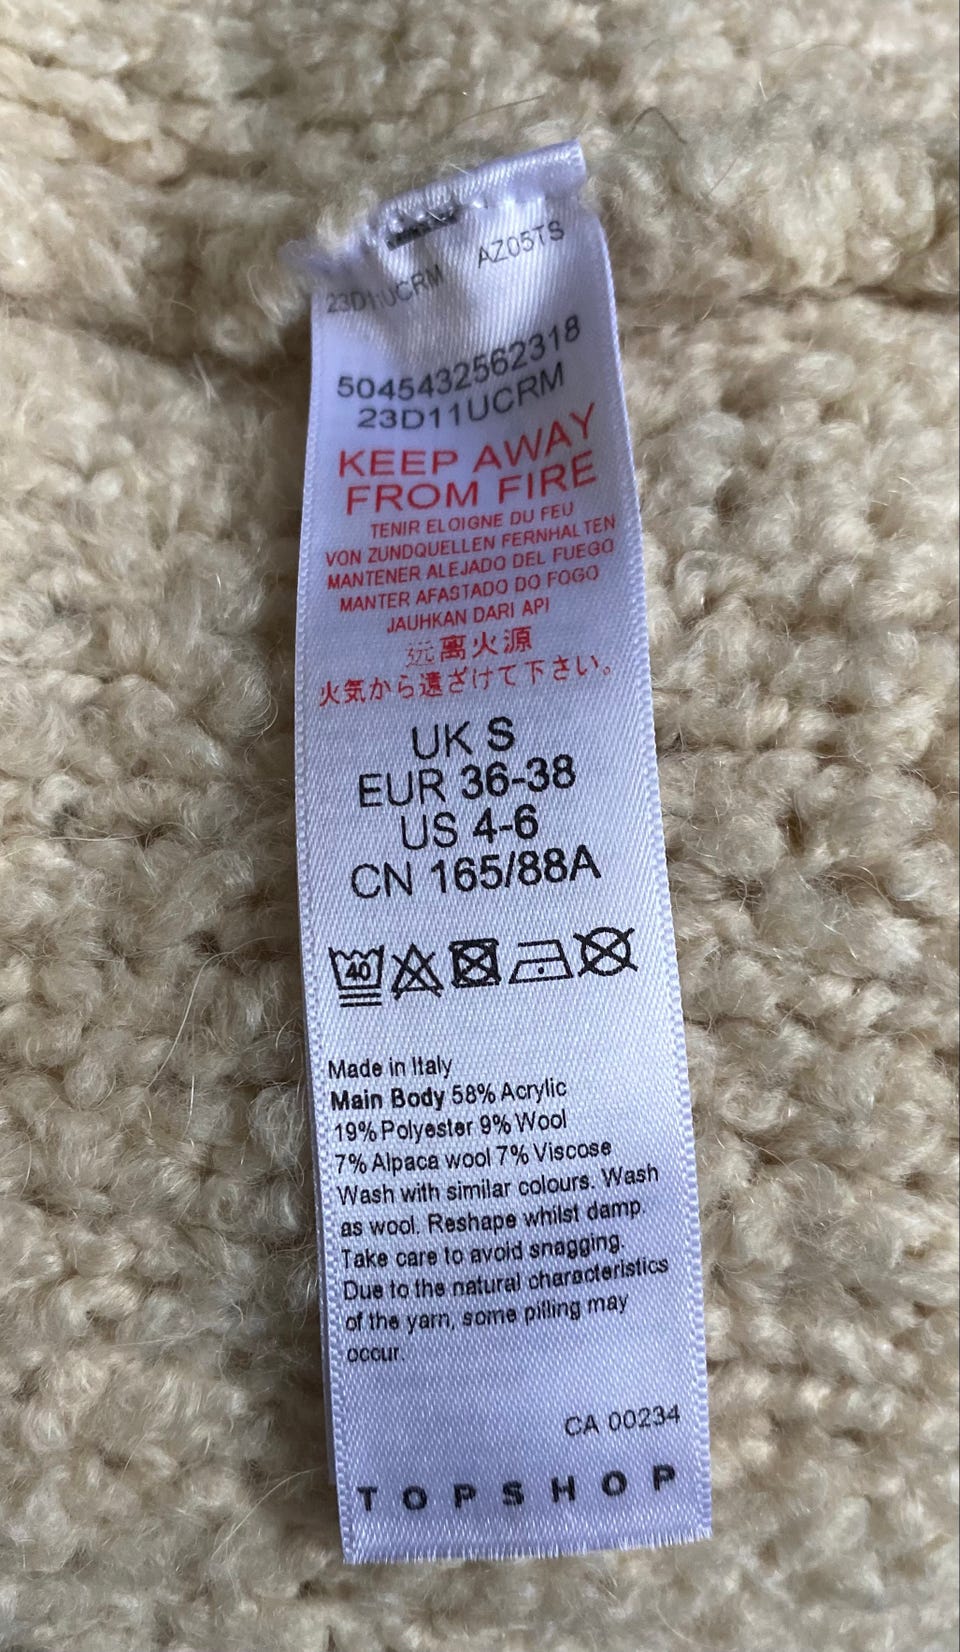 23D11UCRM AZ05TS
5045432562318
23D11UCRM
KEEP AWAY
FROM FIRE
TENIR ELOIGNE DU FEU
VON ZUNDQUELLEN FERNHALTEN
MANTENER ALEJADO DEL FUEGO
MANTER AFASTADO DO FOGO
JAUHKAN DARI API
远离火源
火気から遠ざけて下さい。
UK S
EUR 36-38
US 4-6
CN 165/88A
40
Made in Italy
Main Body 58% Acrylic
19% Polyester 9% Wool
7% Alpaca wool 7% Viscose
Wash with similar colours. Wash
as wool. Reshape whilst damp.
Take care to avoid snagging.
Due to the natural characteristics
of the yarn, some pilling may
occur.
CA 00234
TOPSHOP